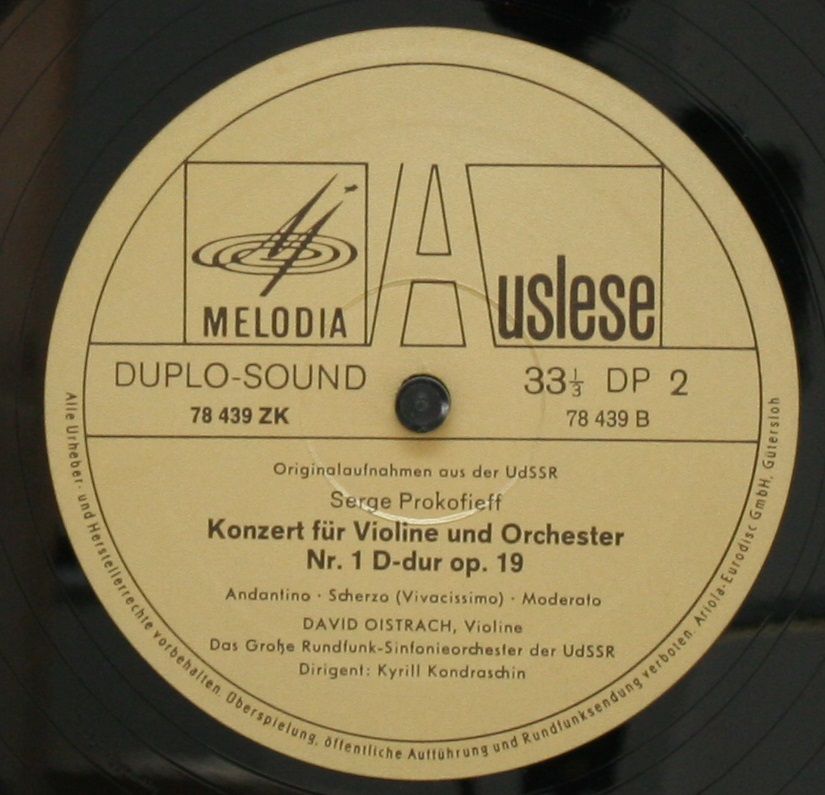 MELODIA
Auslese
DUPLO-SOUND 33⅓ DP 2
78 439 ZK 78 439 B
Originalaufnahmen aus der UdSSR
Serge Prokofieff
Konzert für Violine und Orchester
Nr. 1 D-dur op. 19
Andantino · Scherzo (Vivacissimo) · Moderato
DAVID OISTRACH, Violine
Das Große Rundfunk-Sinfonieorchester der UdSSR
Dirigent: Kyrill Kondraschin
Alle Urheber- und Herstellerrechte vorbehalten. Überspielung, öffentliche Aufführung und Rundfunksendung verboten. Ariola-Eurodisc GmbH, Gütersloh